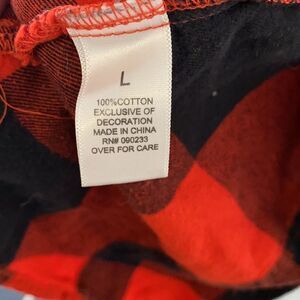 L
100%COTTON
EXCLUSIVE OF
DECORATION
MADE IN CHINA
RN# 090233
OVER FOR CARE